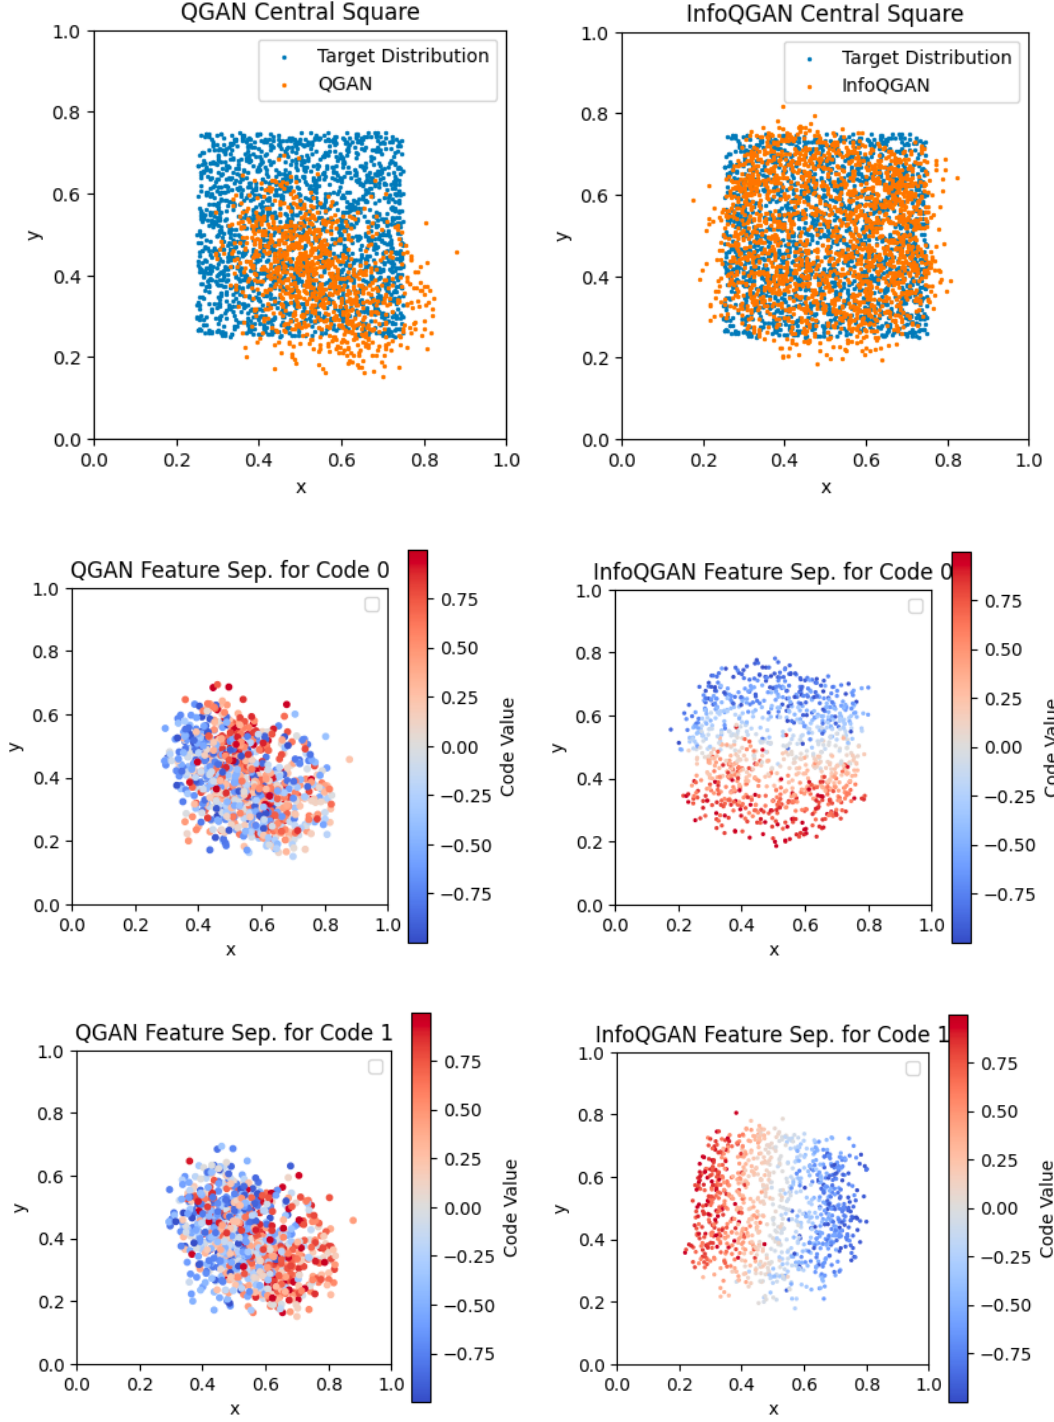 QGAN Central Square
1.0
0.8
0.6
0.4
0.2
0.0
y
Target Distribution
QGAN
0.0 0.2 0.4 0.6 0.8 1.0
x
InfoQGAN Central Square
1.0
0.8
0.6
0.4
0.2
0.0
y
Target Distribution
InfoQGAN
0.0 0.2 0.4 0.6 0.8 1.0
x
QGAN Feature Sep. for Code 0
1.0
0.8
0.6
0.4
0.2
0.0
y
0.0 0.2 0.4 0.6 0.8 1.0
x
0.75
0.50
0.25
0.00
−0.25
−0.50
−0.75
Code Value
InfoQGAN Feature Sep. for Code 0
1.0
0.8
0.6
0.4
0.2
0.0
y
0.0 0.2 0.4 0.6 0.8 1.0
x
0.75
0.50
0.25
0.00
−0.25
−0.50
−0.75
Code Value
QGAN Feature Sep. for Code 1
1.0
0.8
0.6
0.4
0.2
0.0
y
0.0 0.2 0.4 0.6 0.8 1.0
x
0.75
0.50
0.25
0.00
−0.25
−0.50
−0.75
Code Value
InfoQGAN Feature Sep. for Code 1
1.0
0.8
0.6
0.4
0.2
0.0
y
0.0 0.2 0.4 0.6 0.8 1.0
x
0.75
0.50
0.25
0.00
−0.25
−0.50
−0.75
Code Value